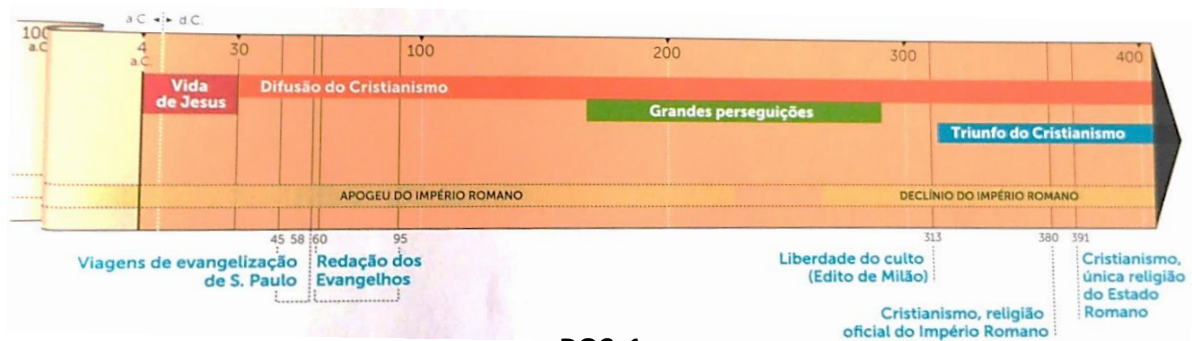 a.C. d.C.
100 a.C. 4 a.C. 30 100 200 300 400
Vida
de Jesus
Difusão do Cristianismo
Grandes perseguições
Triunfo do Cristianismo
APOGEU DO IMPÉRIO ROMANO
DECLÍNIO DO IMPÉRIO ROMANO
45 58 60 95 313 380 391
Viagens de evangelização
de S. Paulo
Redação dos
Evangelhos
Liberdade do culto
(Edito de Milão)
Cristianismo, religião
oficial do Império Romano
Cristianismo,
única religião
do Estado
Romano